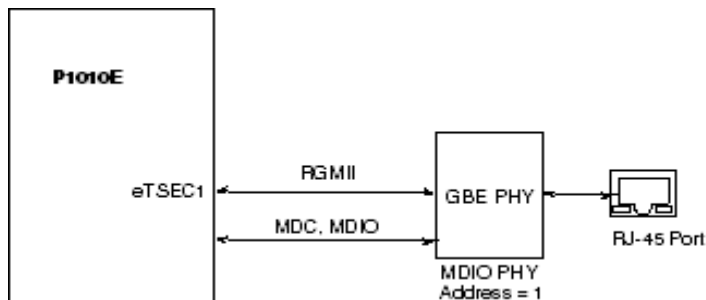 P1010E
RGMII
eTSEC1
GBE PHY
MDC, MDIO
RJ-45 Port
MDIO PHY
Address = 1